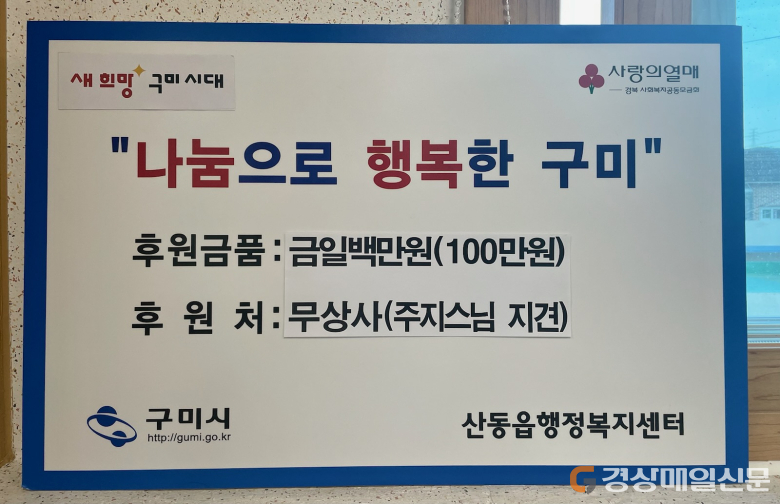 새 희망 구미 시대
사랑의열매
경북 사회복지공동모금회
"나눔으로 행복한 구미"
후원금품 : 금일백만원(100만원)
후 원 처 : 무상사(주지스님 지견)
구미시
http://gumi.go.kr
산동읍행정복지센터
경상매일신문